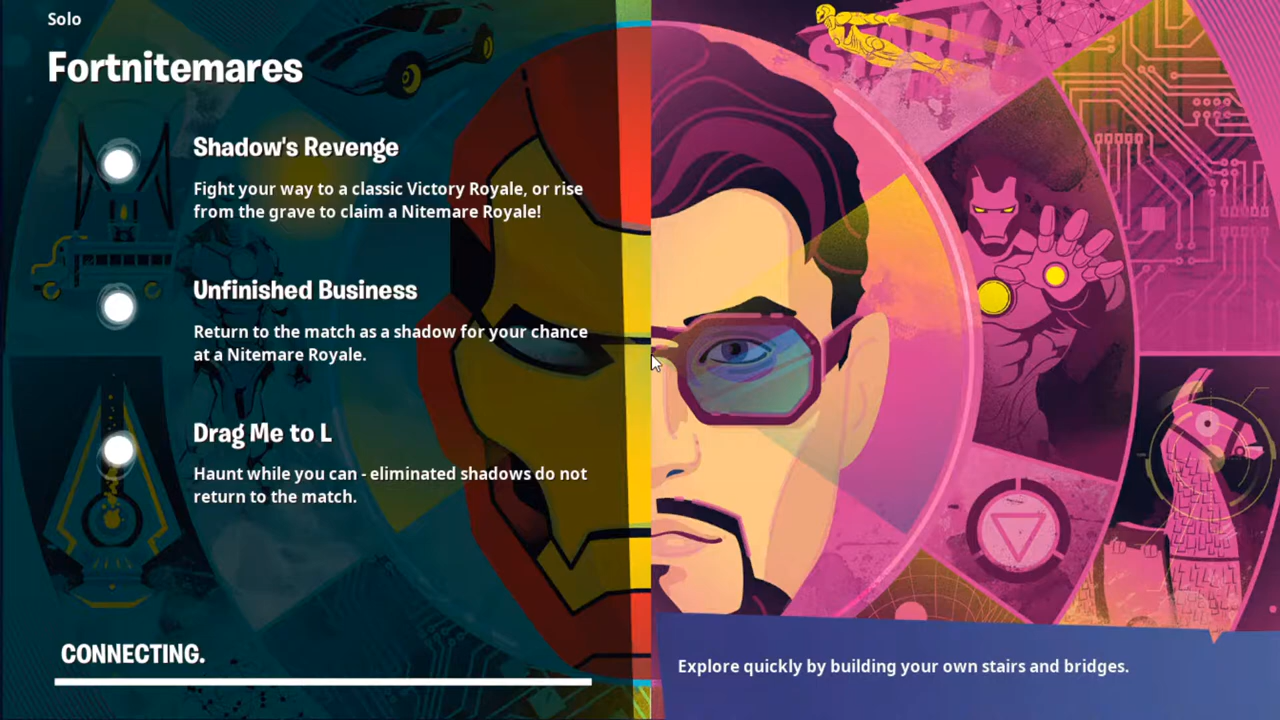 Solo
Fortnitemares
Shadow's Revenge
Fight your way to a classic Victory Royale, or rise
from the grave to claim a Nitemare Royale!
Unfinished Business
Return to the match as a shadow for your chance
at a Nitemare Royale.
Drag Me to L
Haunt while you can - eliminated shadows do not
return to the match.
CONNECTING.
STARK
Explore quickly by building your own stairs and bridges.